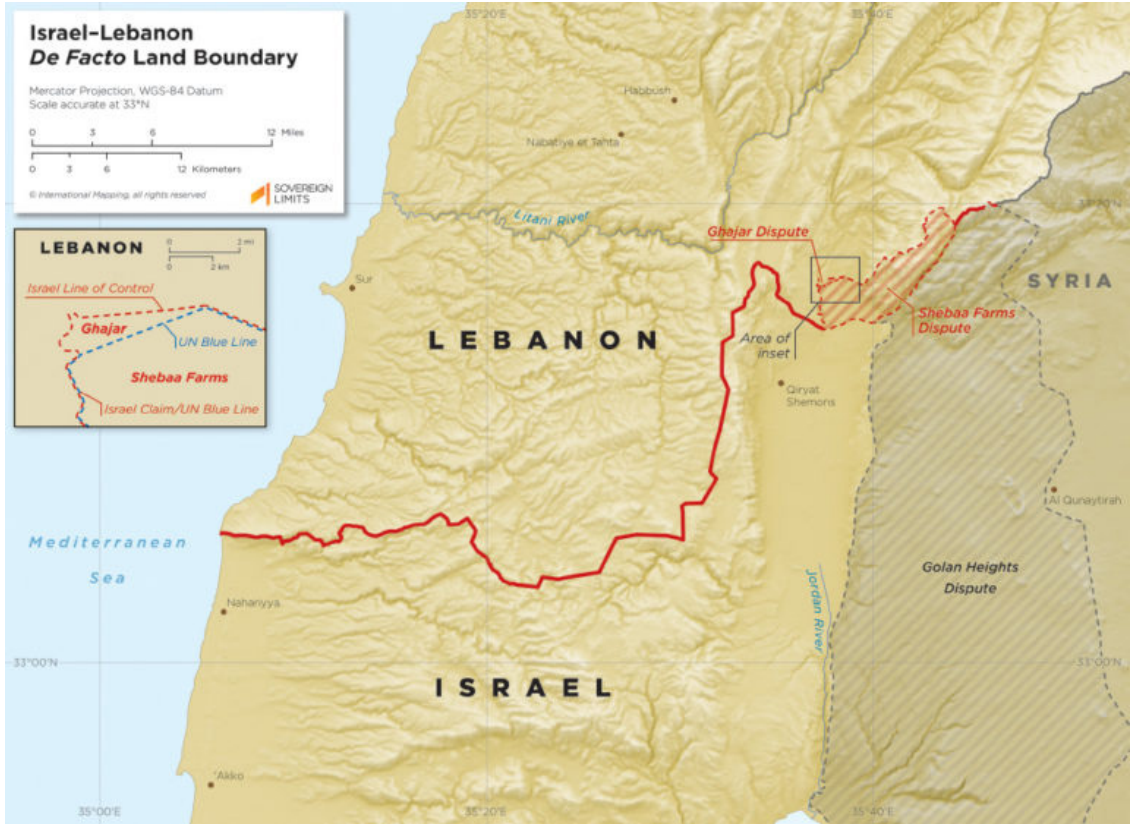 Israel–Lebanon
De Facto Land Boundary
Mercator Projection, WGS-84 Datum
Scale accurate at 33°N
0 3 6 12 Miles
0 3 6 12 Kilometers
© International Mapping, all rights reserved
SOVEREIGN
LIMITS
LEBANON
0 2 mi
0 2 km
Israel Line of Control
Ghajar
UN Blue Line
Shebaa Farms
Israel Claim/UN Blue Line
35°20'E
35°40'E
Habbush
Nabatiye et Tahta
33°20'N
Litani River
Ghajar Dispute
SYRIA
Sur
Shebaa Farms
Dispute
LEBANON
Area of
inset
Qiryat
Shemona
Al Qunaytirah
Mediterranean
Sea
Golan Heights
Dispute
Jordan River
Nahariyya
33°00'N
33°00'N
ISRAEL
'Akko
35°00'E
35°20'E
35°40'E